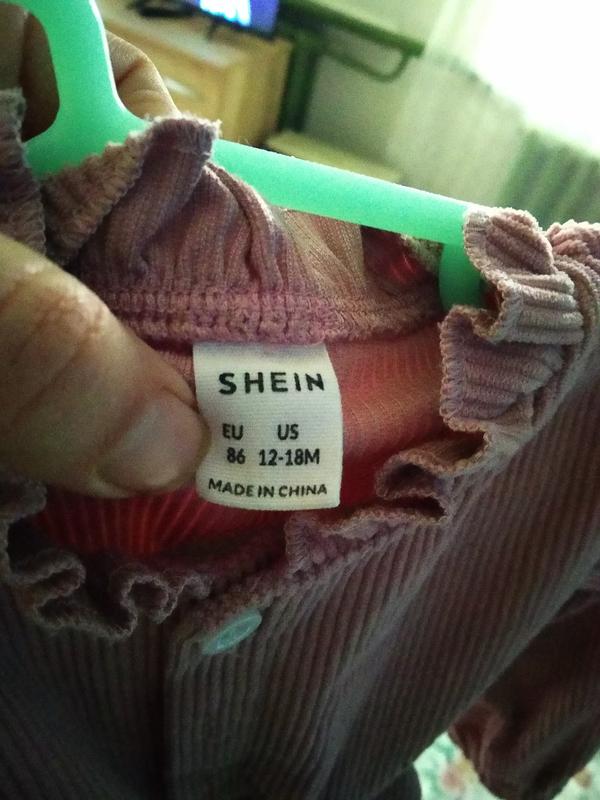 SHEIN
EU US
86 12-18M
MADE IN CHINA